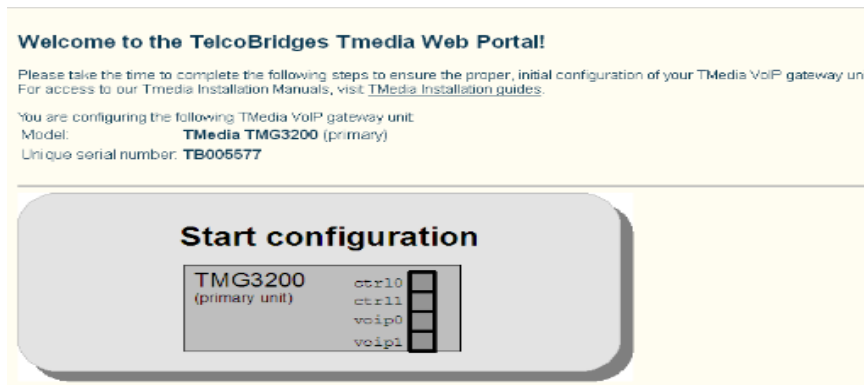 Welcome to the TelcoBridges Tmedia Web Portal!
Please take the time to complete the following steps to ensure the proper, initial configuration of your TMedia VoIP gateway un
For access to our Tmedia Installation Manuals, visit TMedia Installation guides.
You are configuring the following TMedia VoIP gateway unit:
Model: TMedia TMG3200 (primary)
Unique serial number: TB005577
Start configuration
TMG3200
(primary unit)
ctrl0
ctrl1
voip0
voip1